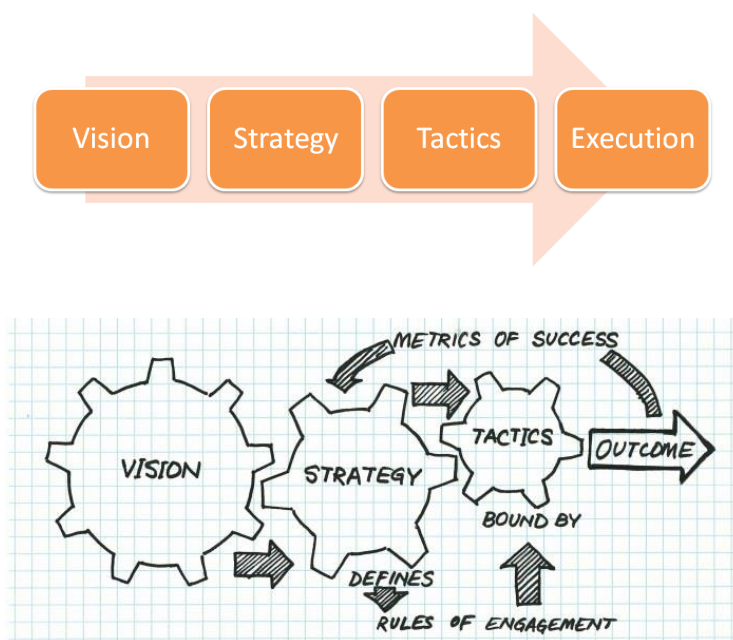 Vision
Strategy
Tactics
Execution
METRICS OF SUCCESS
VISION
STRATEGY
TACTICS
OUTCOME
BOUND BY
DEFINES
RULES OF ENGAGEMENT